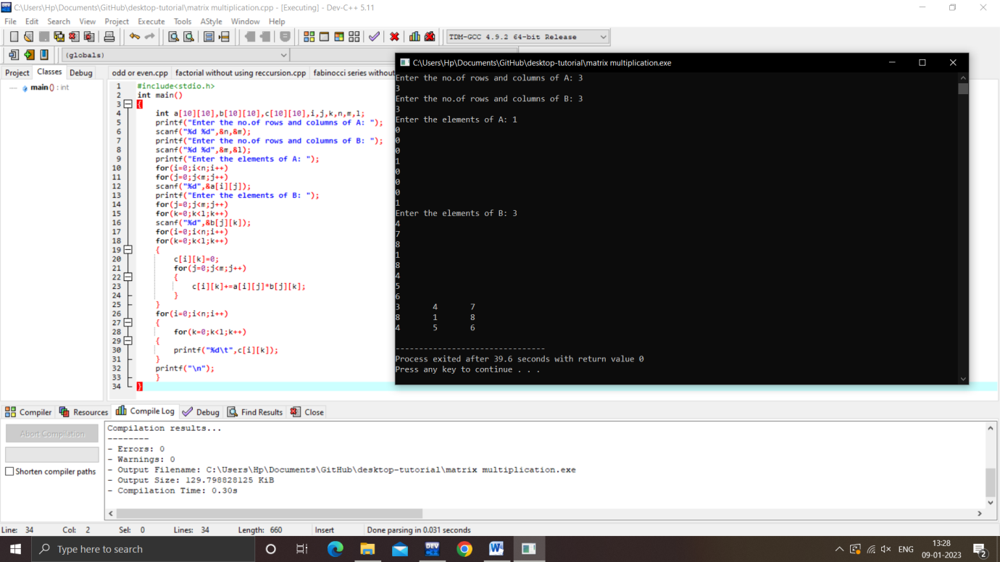 C:\Users\Hp\Documents\GitHub\desktop-tutorial\matrix multiplication.cpp - [Executing] - Dev-C++ 5.11
File Edit Search View Project Execute Tools AStyle Window Help
TDM-GCC 4.9.2 64-bit Release
(globals)
Project Classes Debug
main () : int
odd or even.cpp factorial without using reccursion.cpp fabinocci series without
1 #include<stdio.h>
2 int main()
3 {
4 int a[10][10],b[10][10],c[10][10],i,j,k,n,m,l;
5 printf("Enter the no.of rows and columns of A: ");
6 scanf("%d %d",&n,&m);
7 printf("Enter the no.of rows and columns of B: ");
8 scanf("%d %d",&m,&l);
9 printf("Enter the elements of A: ");
10 for(i=0;i<n;i++)
11 for(j=0;j<m;j++)
12 scanf("%d",&a[i][j]);
13 printf("Enter the elements of B: ");
14 for(j=0;j<m;j++)
15 for(k=0;k<l;k++)
16 scanf("%d",&b[j][k]);
17 for(i=0;i<n;i++)
18 for(k=0;k<l;k++)
19 {
20 c[i][k]=0;
21 for(j=0;j<m;j++)
22 {
23 c[i][k]+=a[i][j]*b[j][k];
24 }
25 }
26 for(i=0;i<n;i++)
27 {
28 for(k=0;k<l;k++)
29 {
30 printf("%d\t",c[i][k]);
31 }
32 printf("\n");
33 }
34 }
C:\Users\Hp\Documents\GitHub\desktop-tutorial\matrix multiplication.exe
Enter the no.of rows and columns of A: 3
3
Enter the no.of rows and columns of B: 3
3
Enter the elements of A: 1
0
0
0
1
0
0
0
1
Enter the elements of B: 3
4
7
8
1
8
4
5
6
3 4 7
8 1 8
4 5 6
--------------------------------
Process exited after 39.6 seconds with return value 0
Press any key to continue . . .
Compiler Resources Compile Log Debug Find Results Close
Abort Compilation
Shorten compiler paths
Compilation results...
--------
- Errors: 0
- Warnings: 0
- Output Filename: C:\Users\Hp\Documents\GitHub\desktop-tutorial\matrix multiplication.exe
- Output Size: 129.798828125 KiB
- Compilation Time: 0.30s
Line: 34 Col: 2 Sel: 0 Lines: 34 Length: 660 Insert Done parsing in 0.031 seconds
Type here to search
DEV
W
ENG
13:28
09-01-2023
2